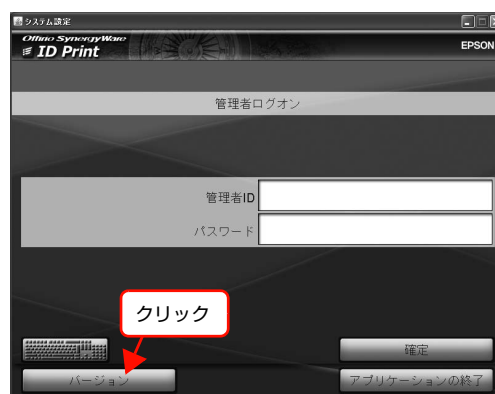 システム設定
Offirio SynergyWare
ID Print
EPSON
管理者ログオン
管理者ID
パスワード
クリック
確定
バージョン
アプリケーションの終了